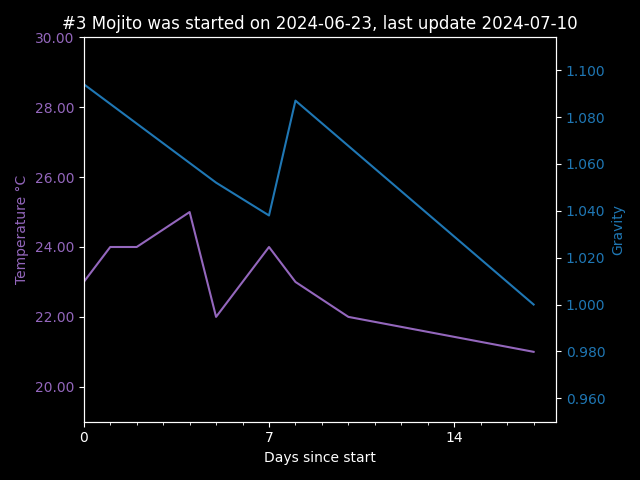 #3 Mojito was started on 2024-06-23, last update 2024-07-10
30.00
28.00
26.00
24.00
22.00
20.00
Temperature °C
1.100
1.080
1.060
1.040
1.020
1.000
0.980
0.960
Gravity
0 7 14
Days since start